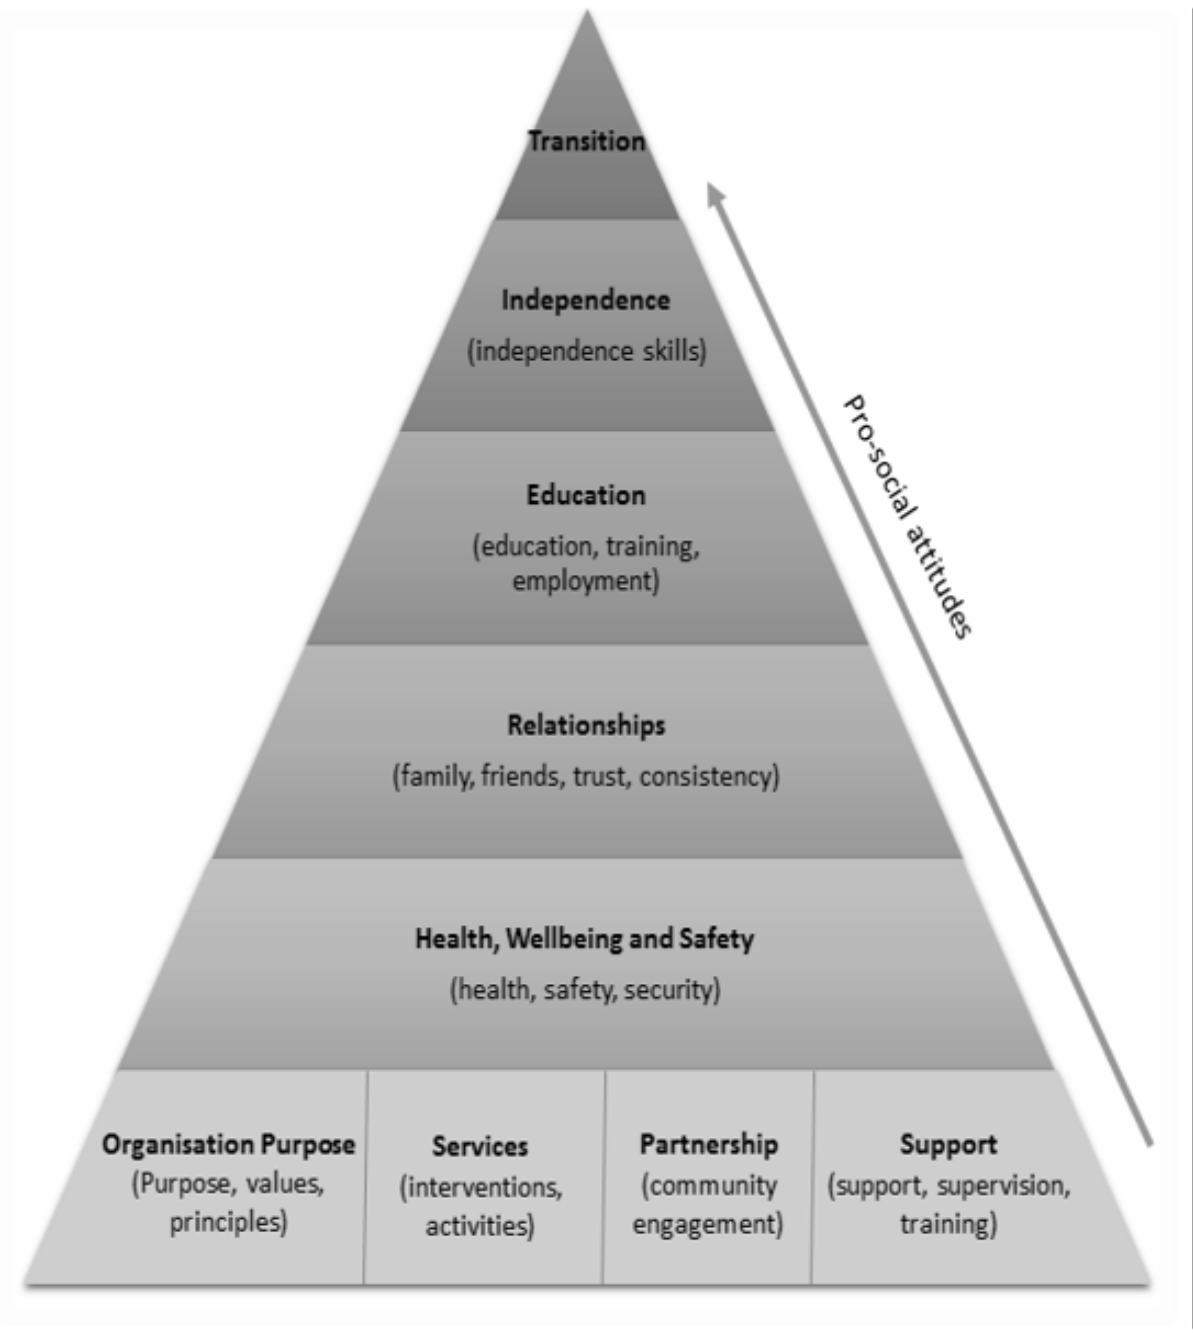 Transition
Independence
(independence skills)
Education
(education, training,
employment)
Pro-social attitudes
Relationships
(family, friends, trust, consistency)
Health, Wellbeing and Safety
(health, safety, security)
Organisation Purpose
(Purpose, values,
principles)
Services
(interventions,
activities)
Partnership
(community
engagement)
Support
(support, supervision,
training)